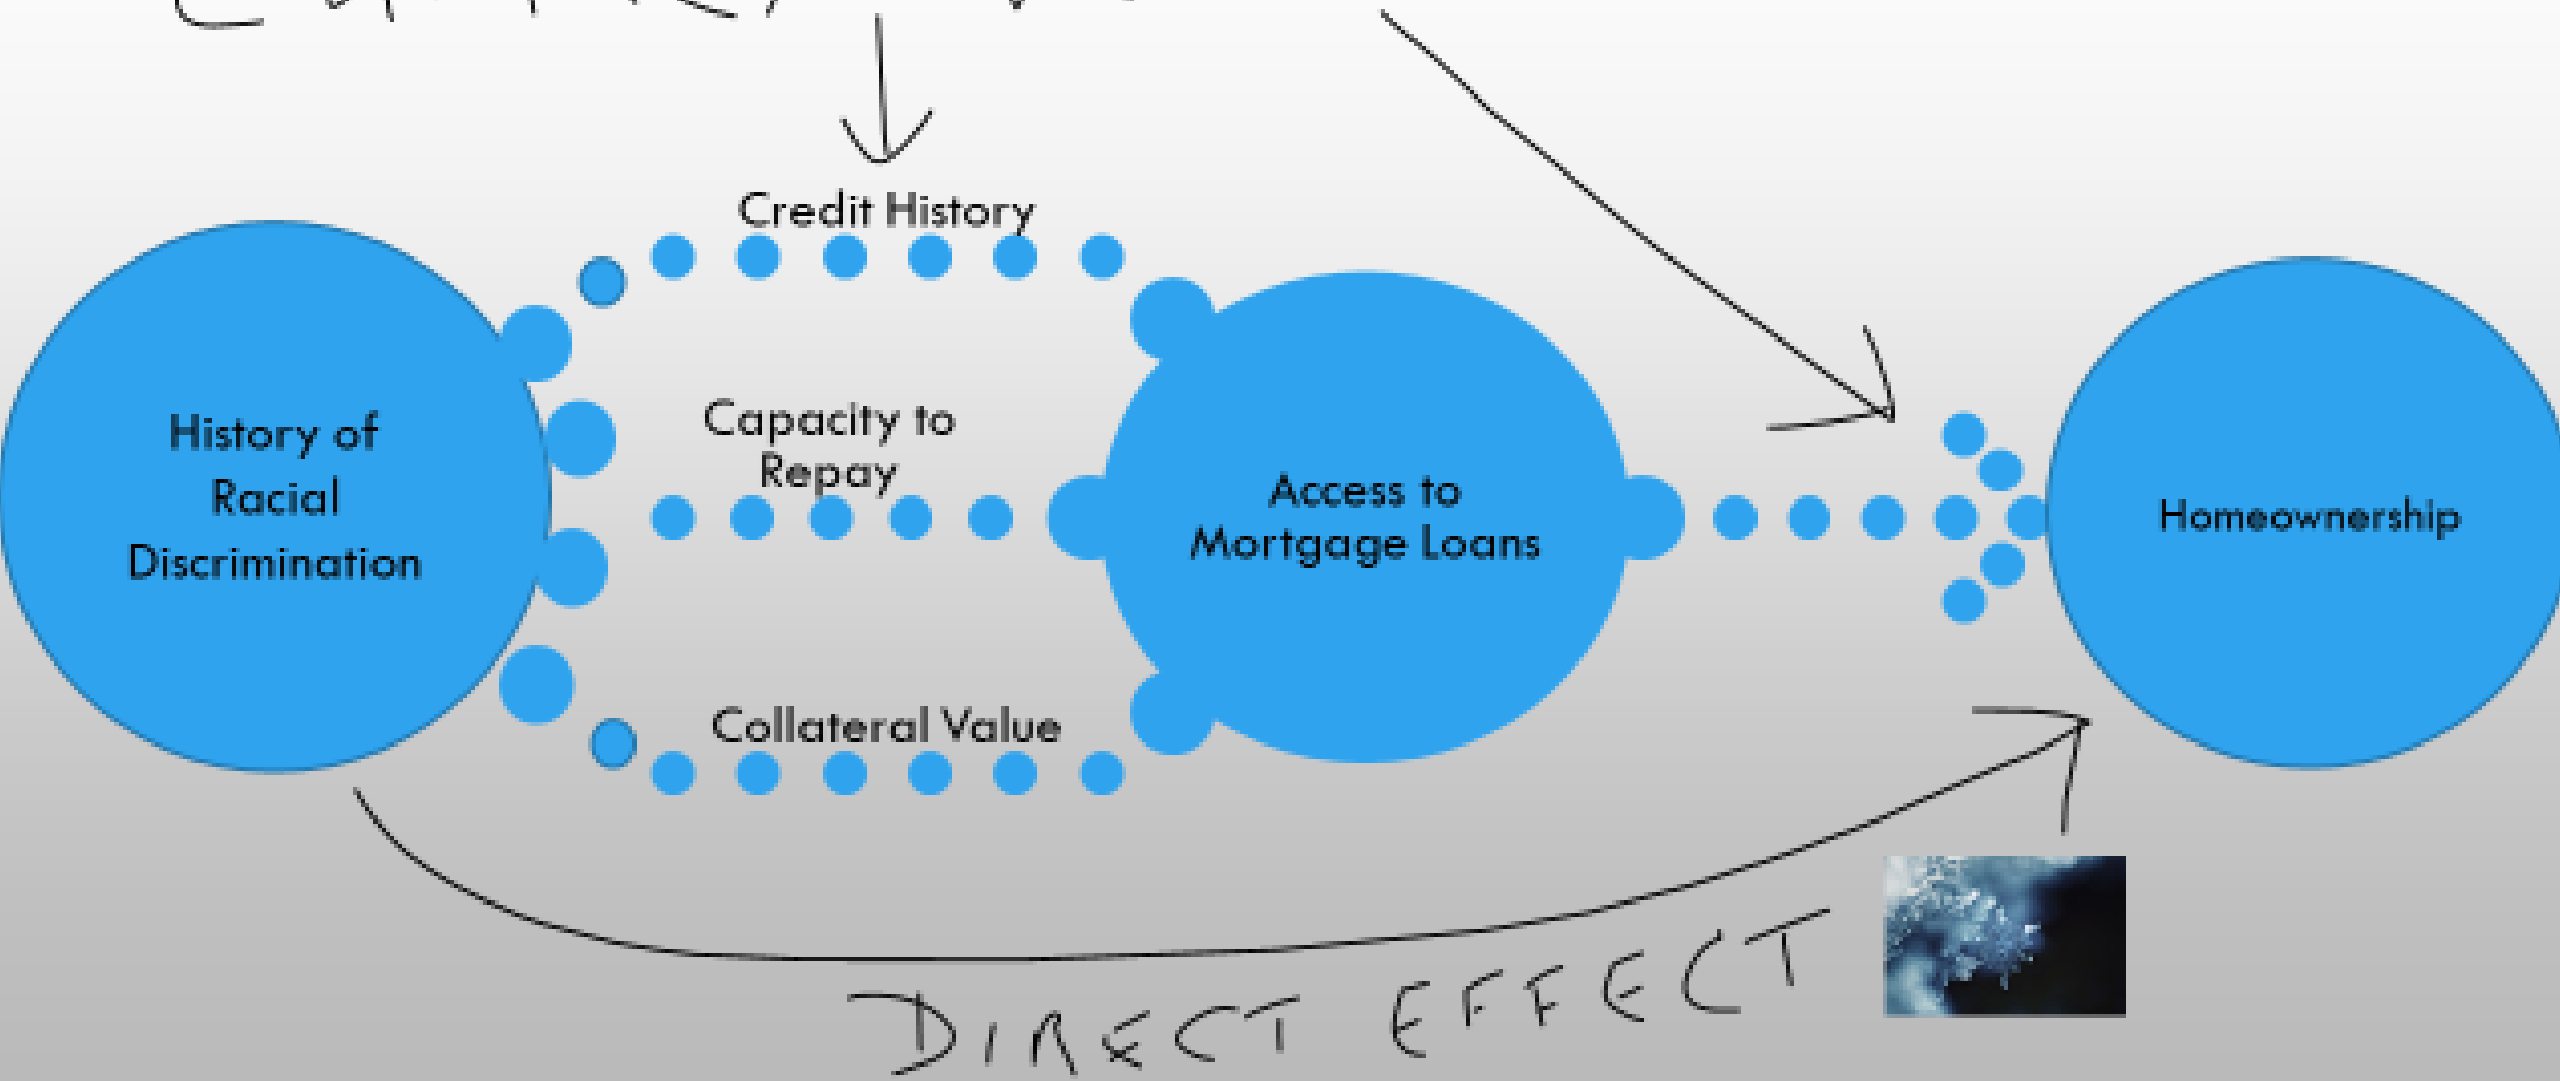 Credit History
History of
Racial
Discrimination
Capacity to
Repay
Access to
Mortgage Loans
Homeownership
Collateral Value
DIRECT EFFECT